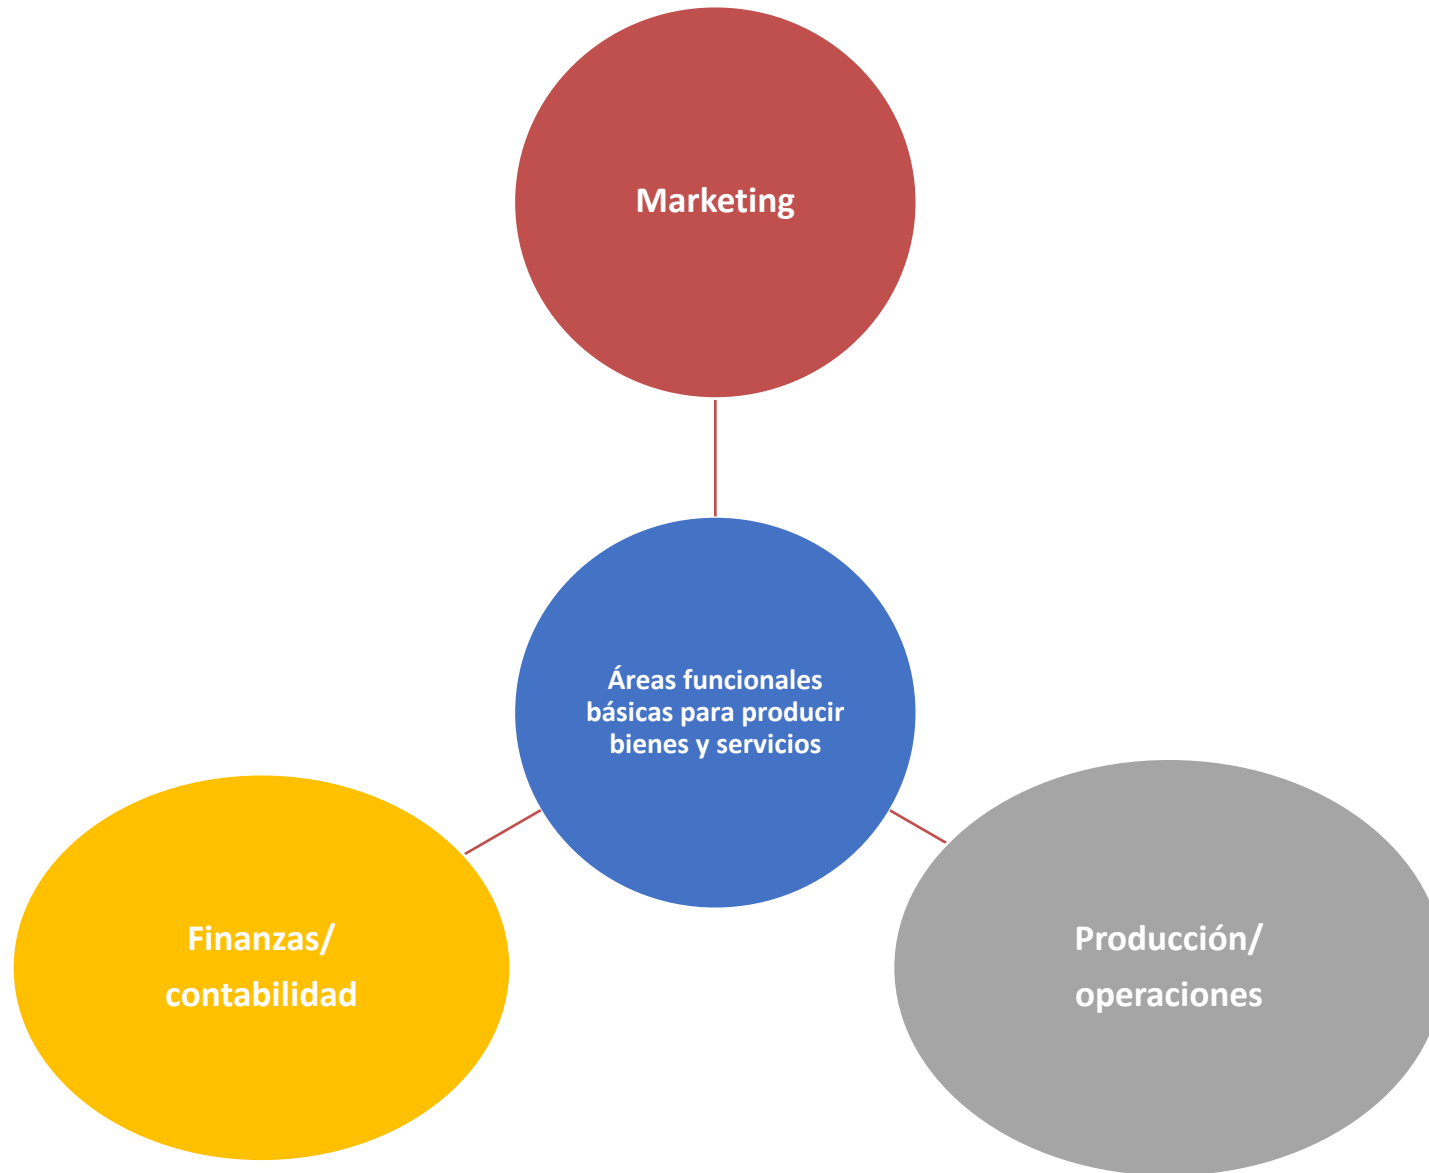 Marketing
Áreas funcionales
básicas para producir
bienes y servicios
Finanzas/
contabilidad
Producción/
operaciones